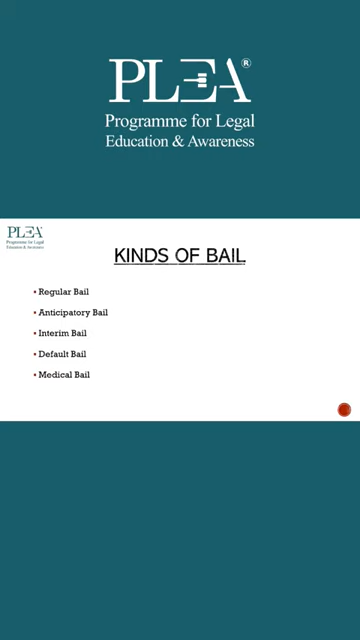 PLEA®
Programme for Legal
Education & Awareness
PLEA
Programme for Legal
Education & Awareness
KINDS OF BAIL
▪ Regular Bail
▪ Anticipatory Bail
▪ Interim Bail
▪ Default Bail
▪ Medical Bail